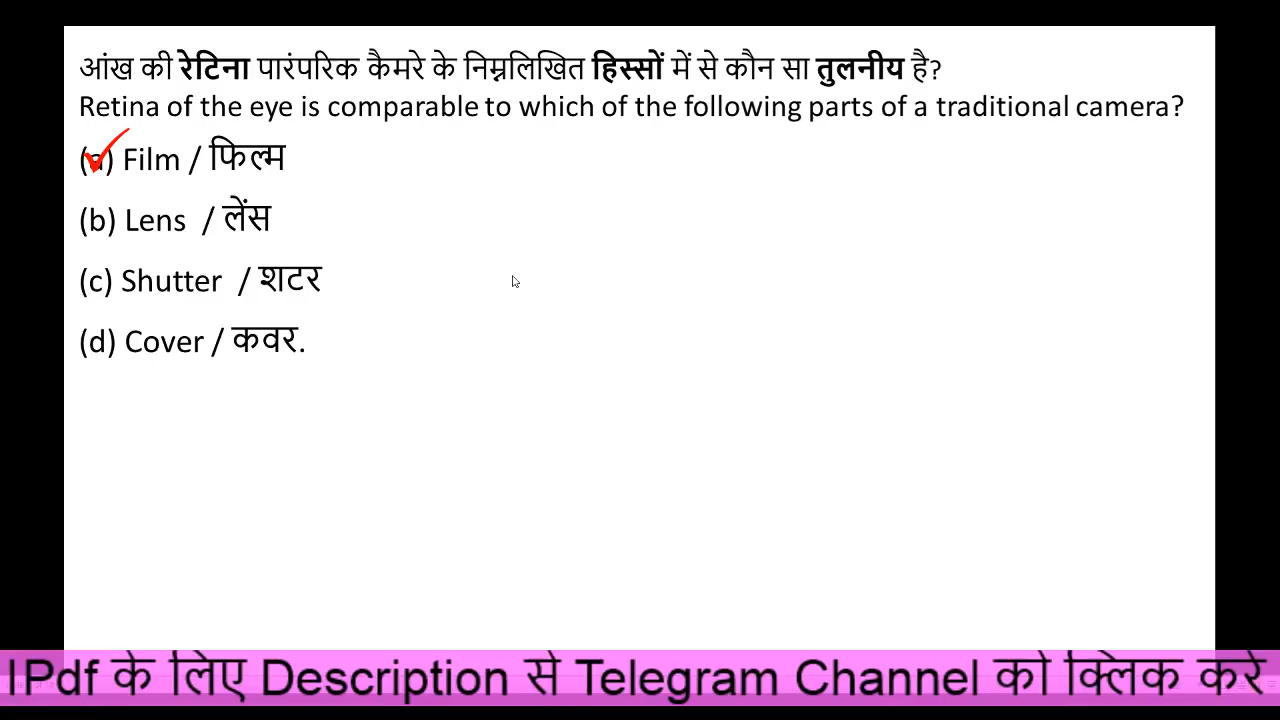 आंख की रेटिना पारंपरिक कैमरे के निम्नलिखित हिस्सों में से कौन सा तुलनीय है?
Retina of the eye is comparable to which of the following parts of a traditional camera?
(a) Film / फिल्म
(b) Lens / लेंस
(c) Shutter / शटर
(d) Cover / कवर.
।Pdf के लिए Description से Telegram Channel को क्लिक करे